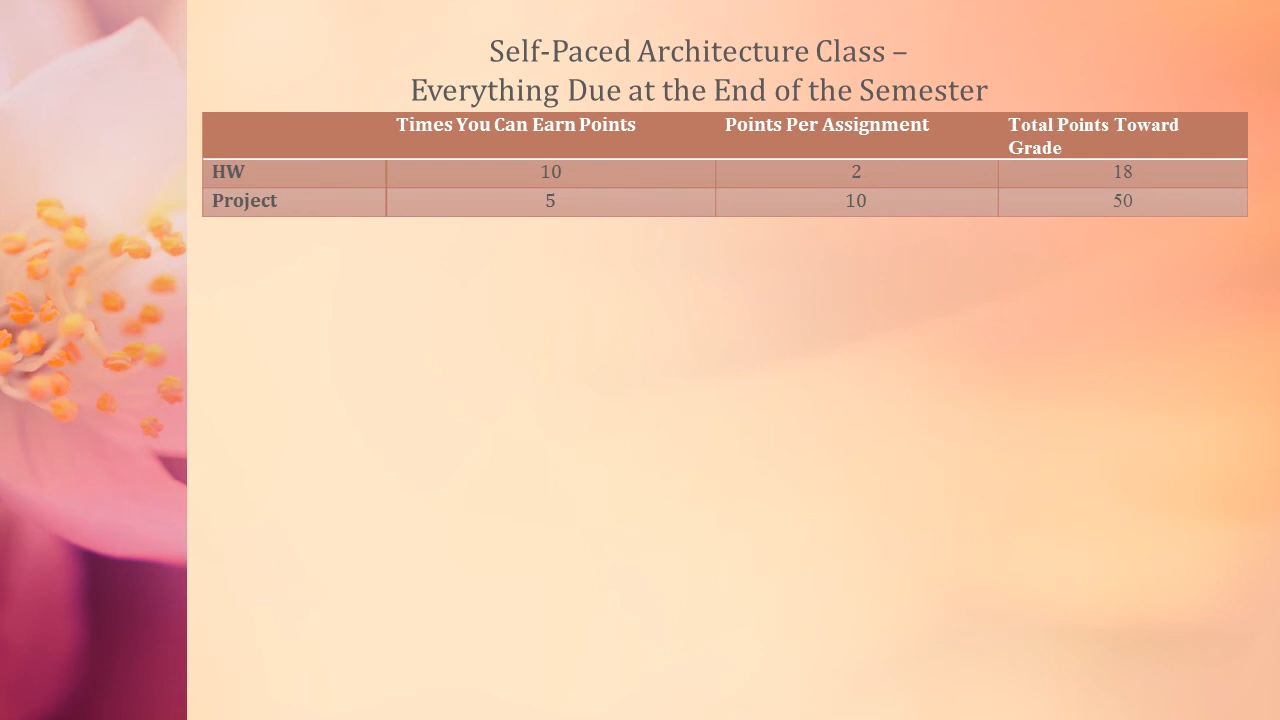 Self-Paced Architecture Class –
Everything Due at the End of the Semester
Times You Can Earn Points Points Per Assignment Total Points Toward
Grade
HW 10 2 18
Project 5 10 50